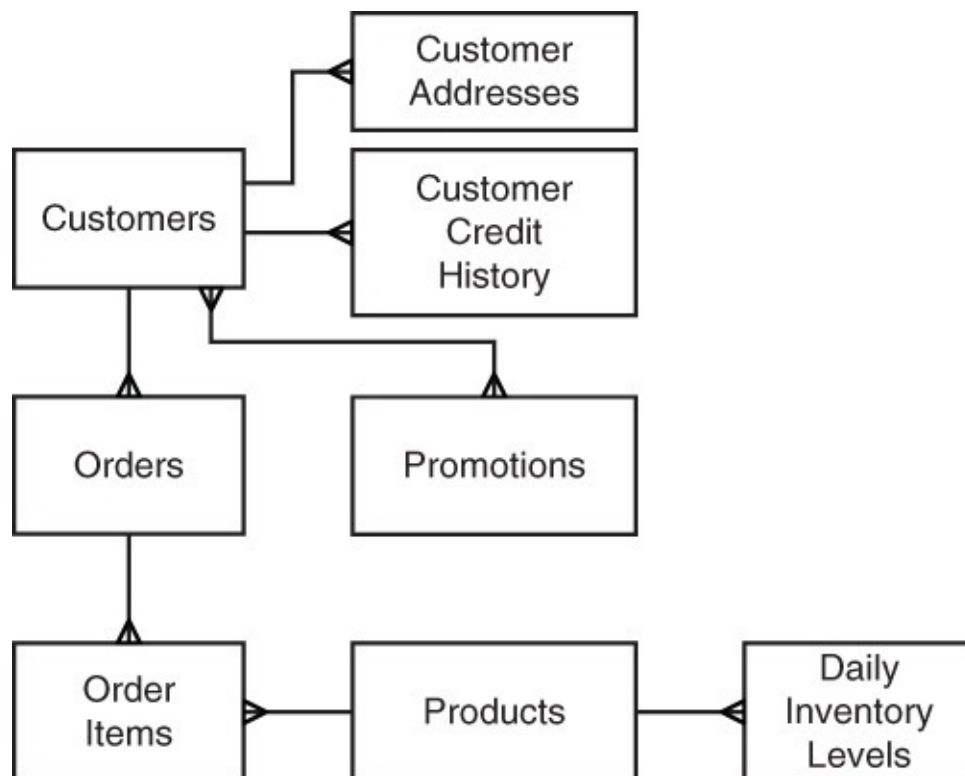 Customer
Addresses
Customers
Customer
Credit
History
Orders
Promotions
Order
Items
Products
Daily
Inventory
Levels